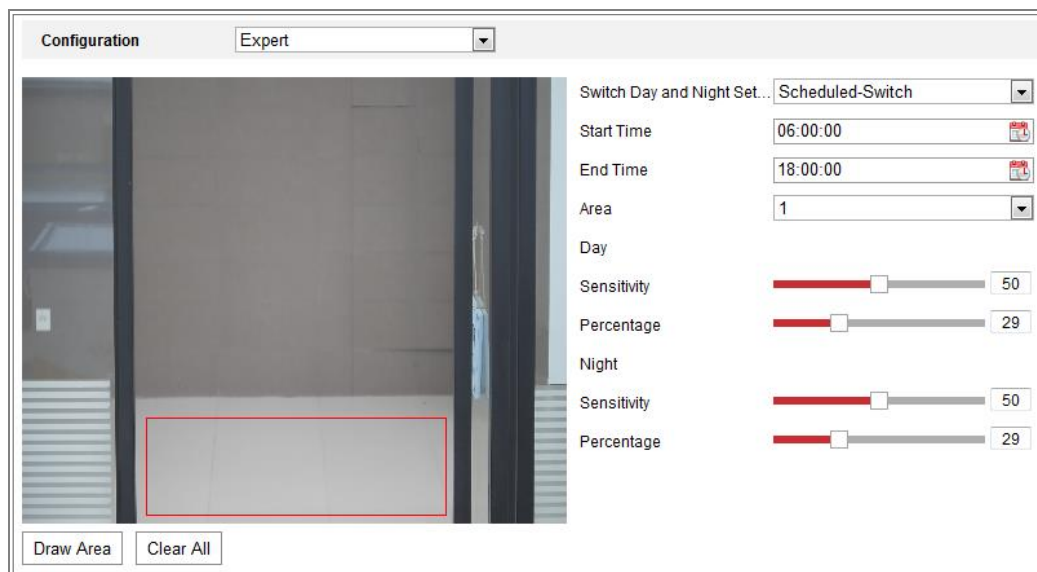 Configuration Expert
Switch Day and Night Set... Scheduled-Switch
Start Time 06:00:00
End Time 18:00:00
Area 1
Day
Sensitivity 50
Percentage 29
Night
Sensitivity 50
Percentage 29
Draw Area Clear All